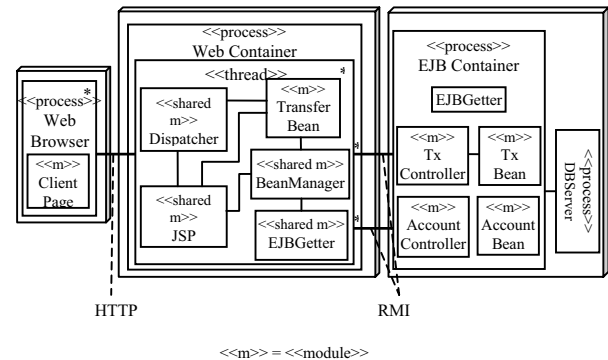 *
<<process>>
Web
Browser
<<m>>
Client
Page
<<process>>
Web Container
*
<<thread>>
<<shared
m>>
Dispatcher
<<m>>
Transfer
Bean
<<shared
m>>
JSP
<<shared m>>
BeanManager
<<shared m>>
EJBGetter
*
*
<<process>>
EJB Container
EJBGetter
<<m>>
Tx
Controller
<<m>>
Tx
Bean
<<m>>
Account
Controller
<<m>>
Account
Bean
<<process>>
DBServer
HTTP
RMI
<<m>> = <<module>>